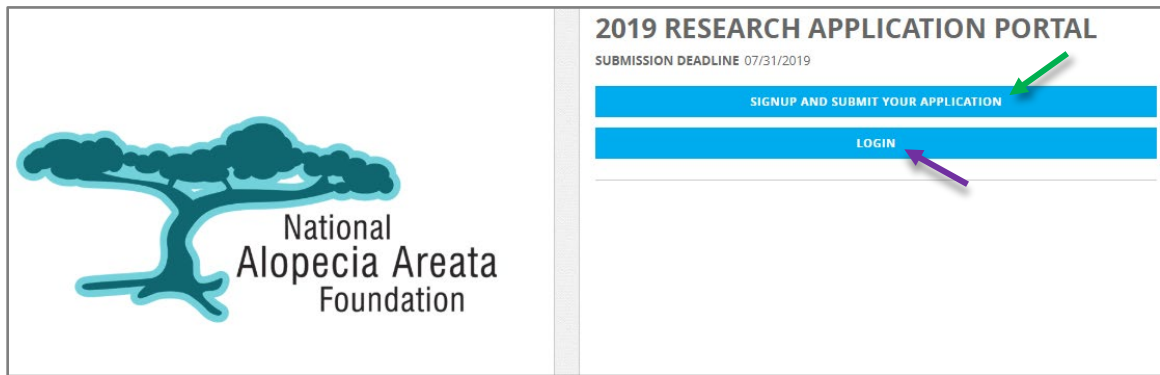 National
Alopecia Areata
Foundation
2019 RESEARCH APPLICATION PORTAL
SUBMISSION DEADLINE 07/31/2019
SIGNUP AND SUBMIT YOUR APPLICATION
LOGIN